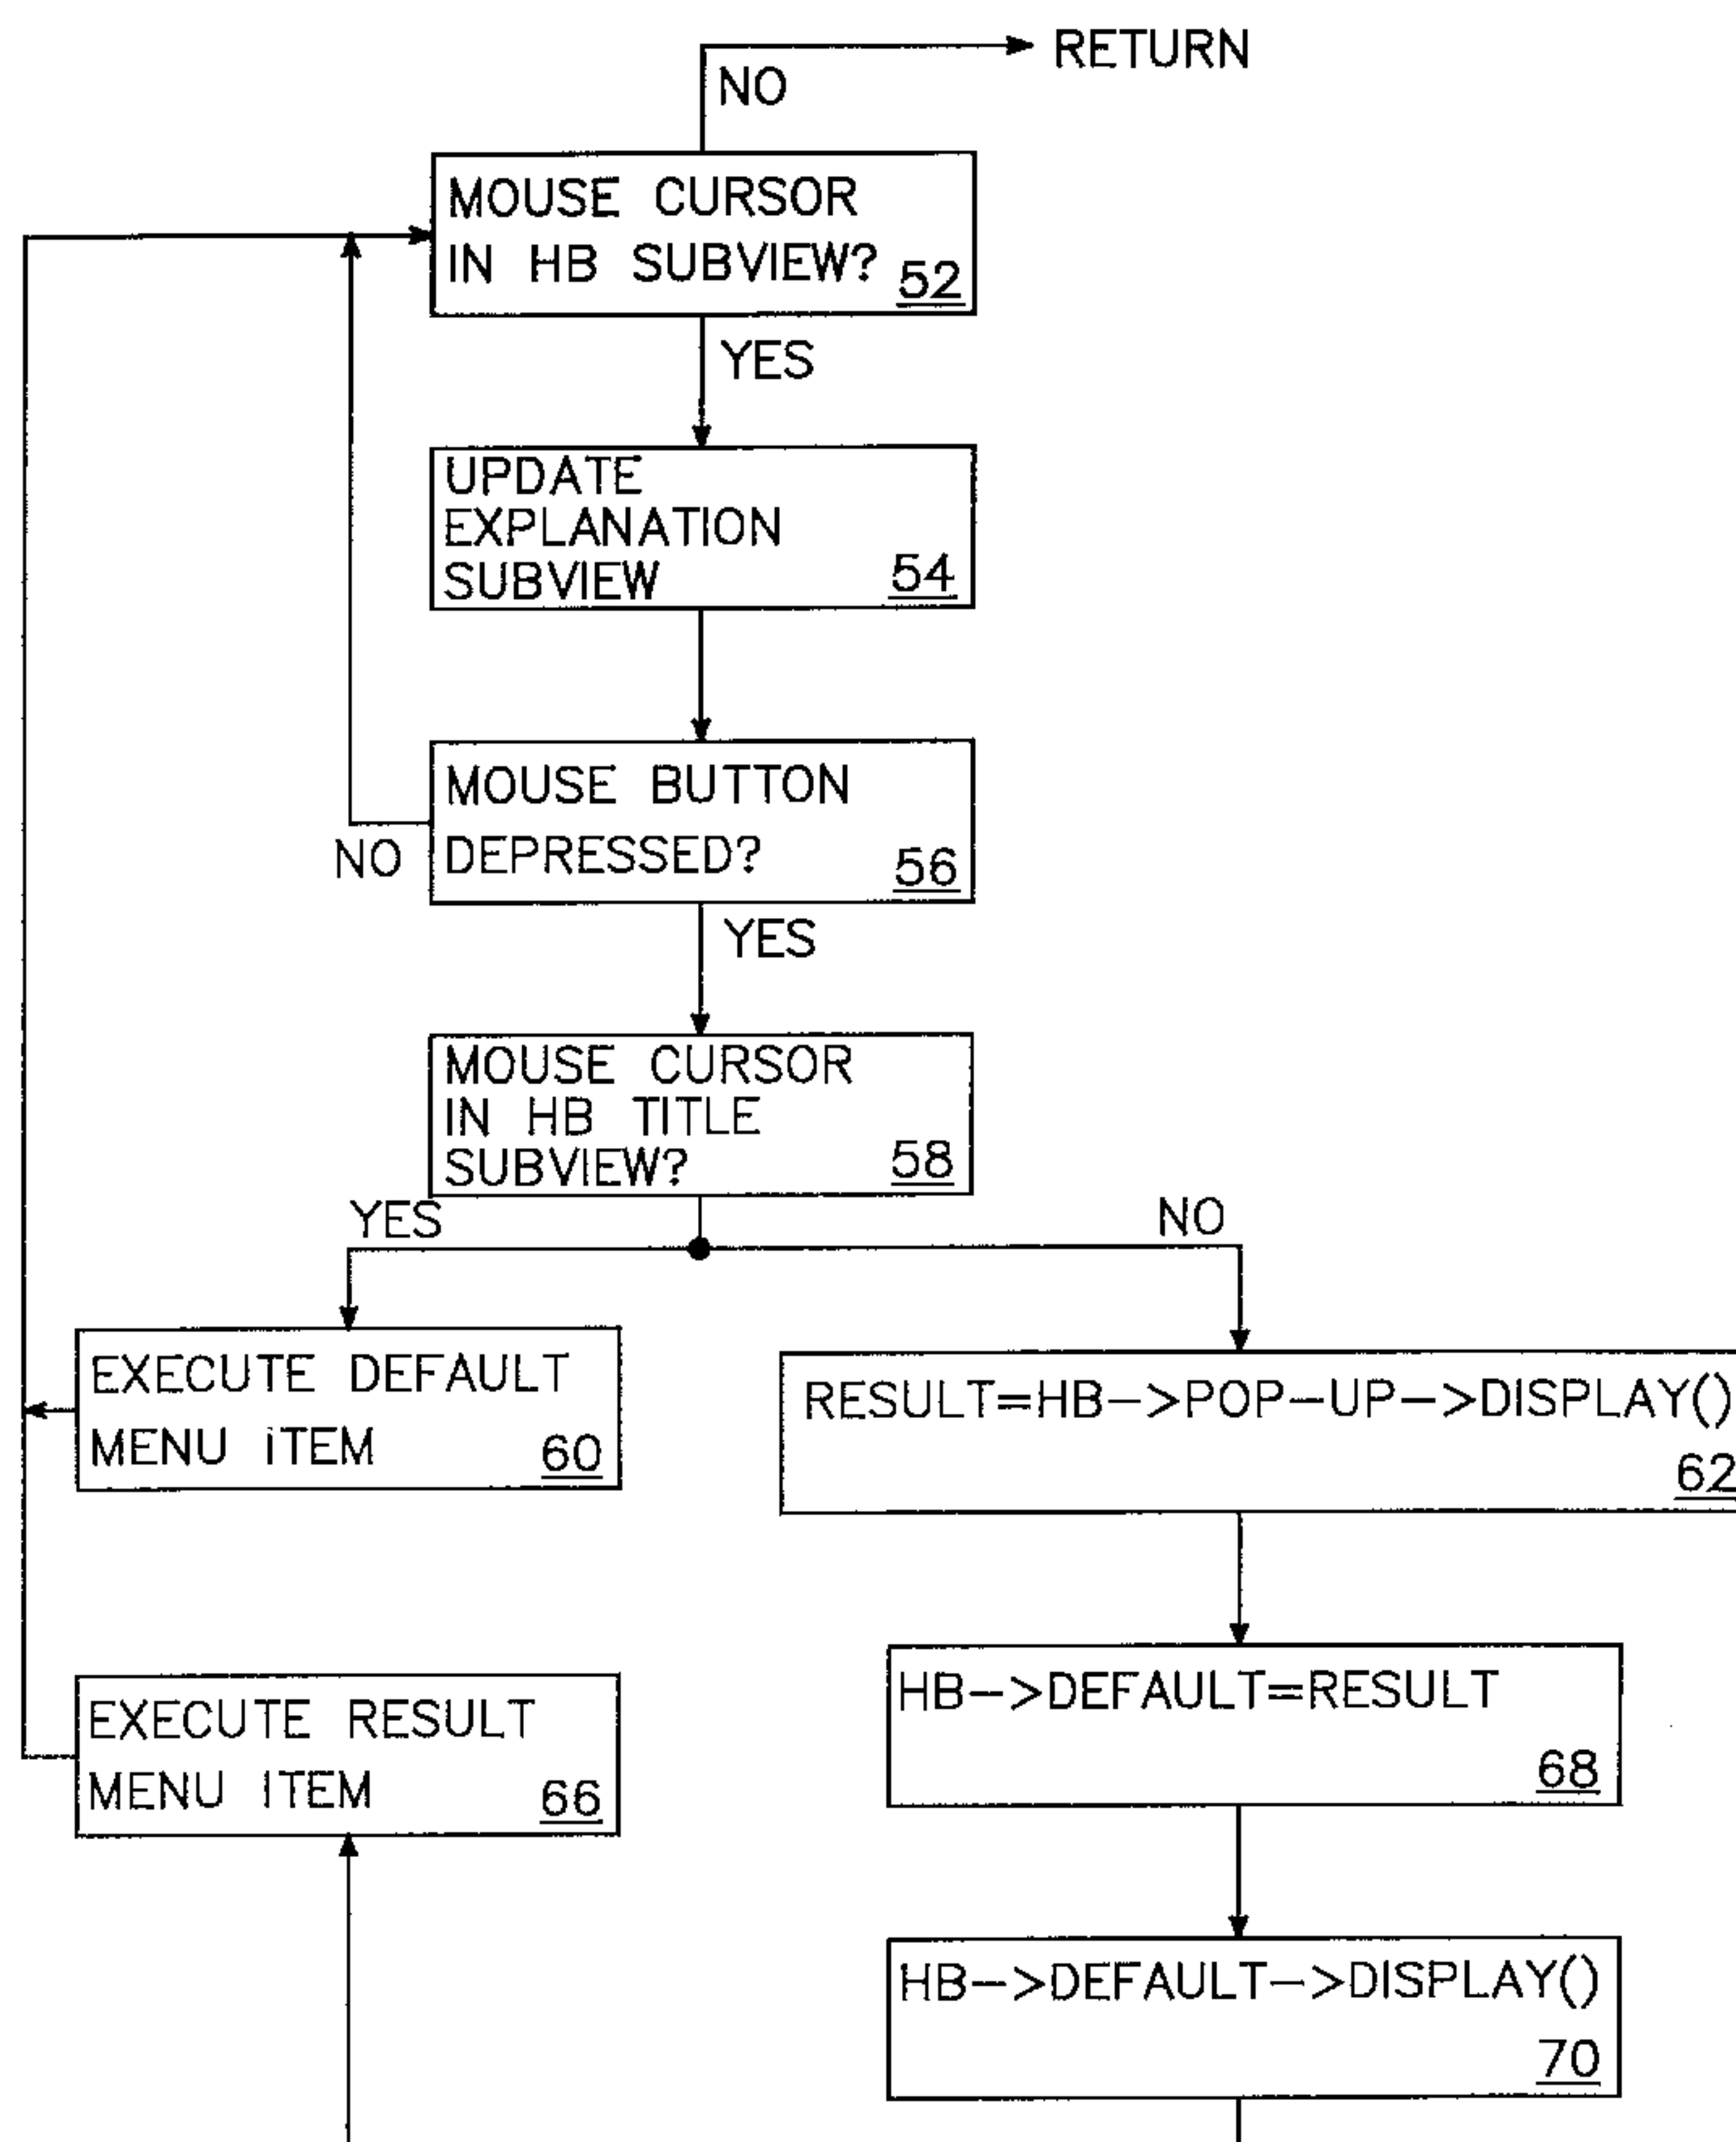 RETURN
NO
MOUSE CURSOR
IN HB SUBVIEW?
52
YES
UPDATE
EXPLANATION
SUBVIEW
54
MOUSE BUTTON
DEPRESSED?
56
NO
YES
MOUSE CURSOR
IN HB TITLE
SUBVIEW?
58
YES
NO
EXECUTE DEFAULT
MENU ITEM
60
RESULT=HB->POP-UP->DISPLAY()
62
EXECUTE RESULT
MENU ITEM
66
HB->DEFAULT=RESULT
68
HB->DEFAULT->DISPLAY()
70